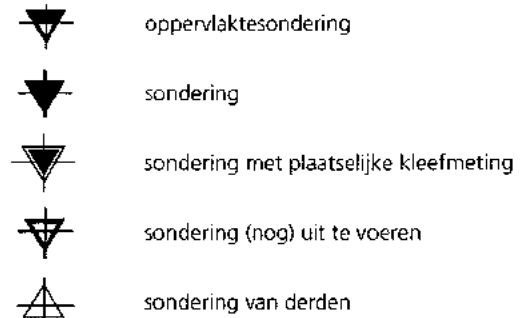 oppervlaktesondering
sondering
sondering met plaatselijke kleefmeting
sondering (nog) uit te voeren
sondering van derden